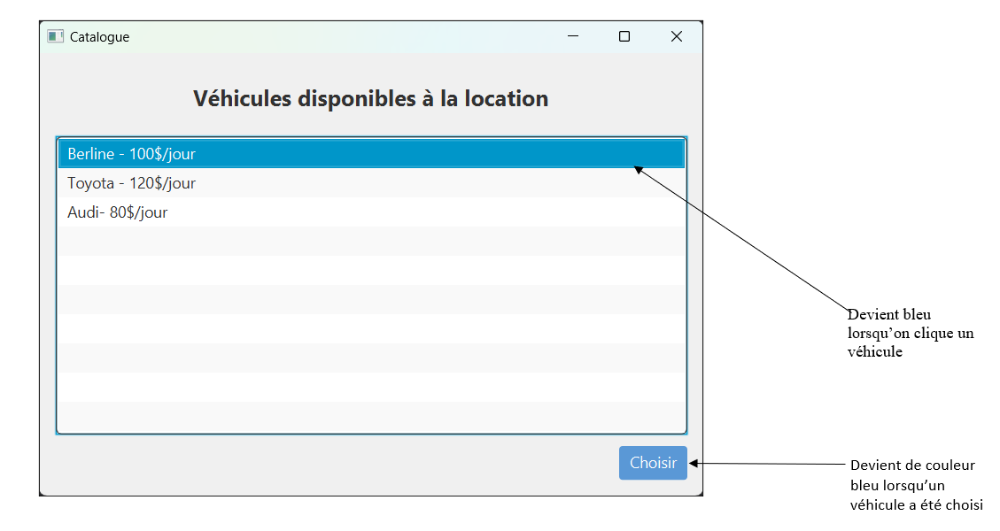 Catalogue
Véhicules disponibles à la location
Berline - 100$/jour
Toyota - 120$/jour
Audi- 80$/jour
Devient bleu
lorsqu’on clique un
véhicule
Choisir
Devient de couleur
bleu lorsqu’un
véhicule a été choisi